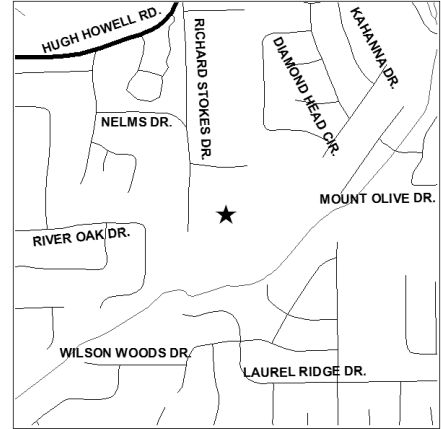 HUGH HOWELL RD.
RICHARD STOKES DR.
DIAMOND HEAD CIR.
KAHANNA DR.
NELMS DR.
MOUNT OLIVE DR.
RIVER OAK DR.
WILSON WOODS DR.
LAUREL RIDGE DR.